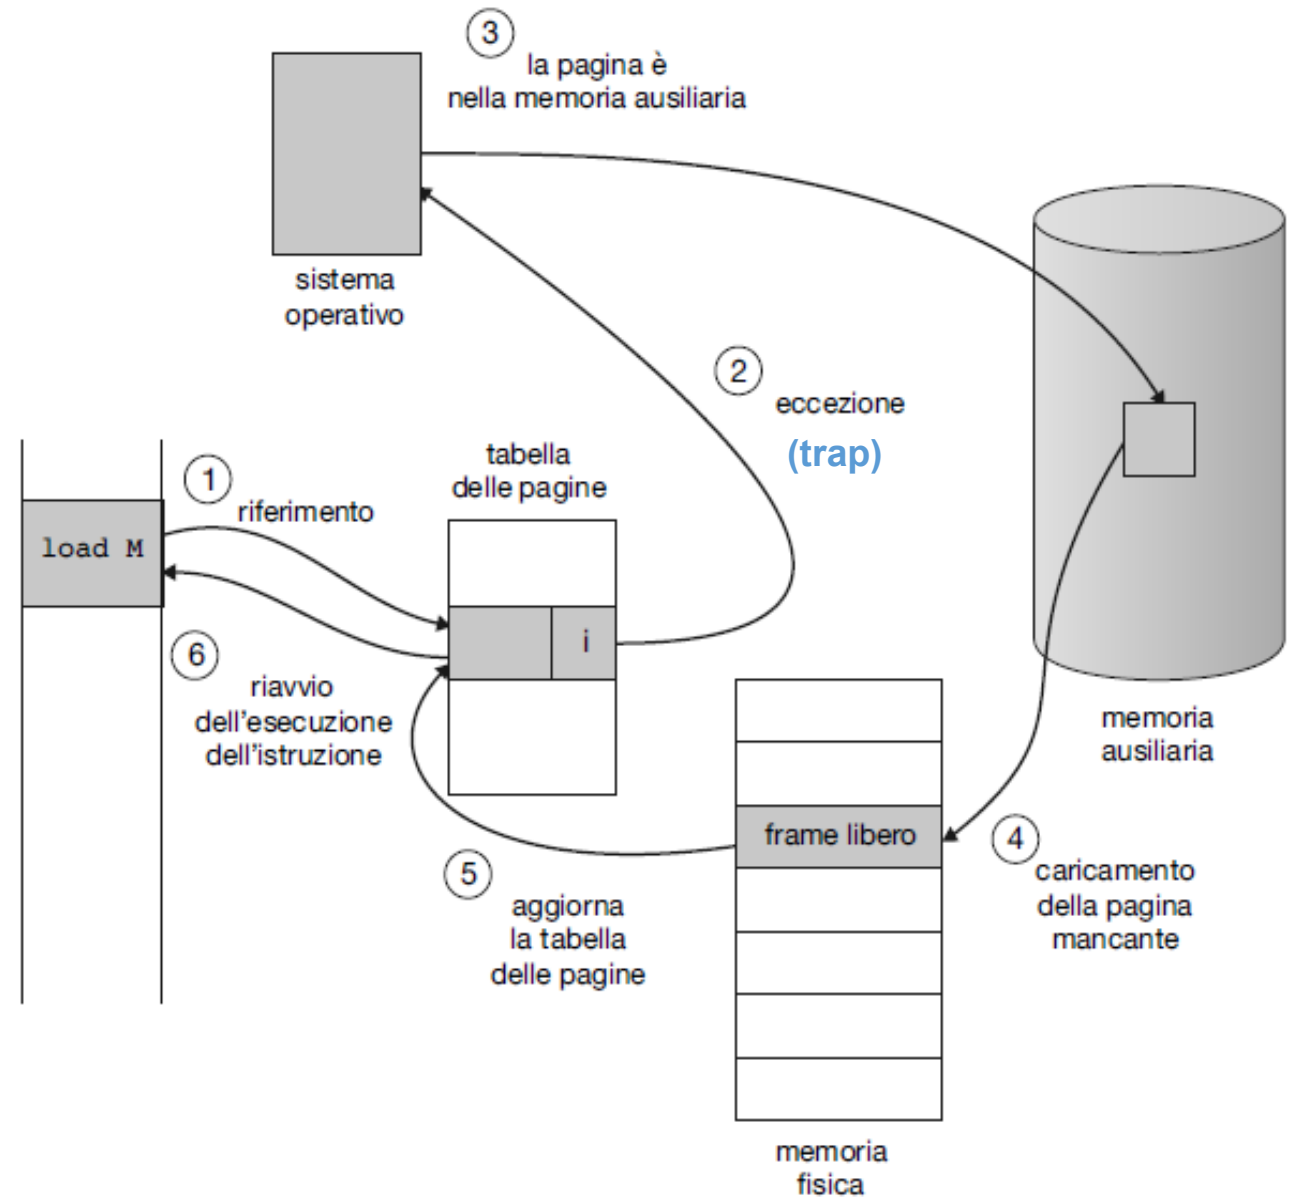 3
la pagina è
nella memoria ausiliaria
sistema
operativo
2
eccezione
(trap)
tabella
delle pagine
1
riferimento
load M
i
6
riavvio
dell'esecuzione
dell'istruzione
memoria
ausiliaria
frame libero
4
caricamento
della pagina
mancante
5
aggiorna
la tabella
delle pagine
memoria
fisica